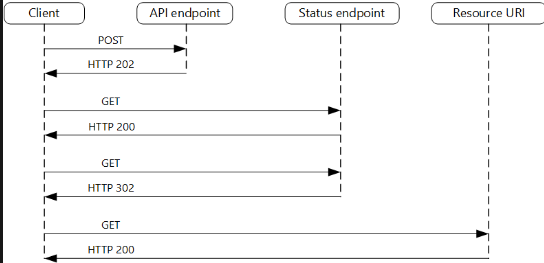 Client API endpoint Status endpoint Resource URI
POST
HTTP 202
GET
HTTP 200
GET
HTTP 302
GET
HTTP 200